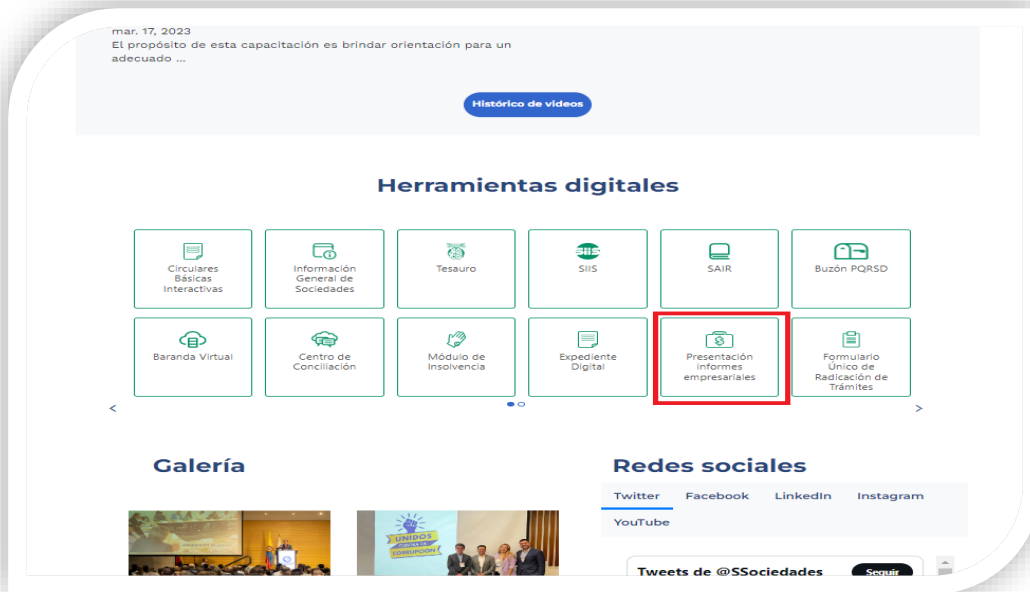 mar. 17, 2023
El propósito de esta capacitación es brindar orientación para un
adecuado ...
Histórico de videos
Herramientas digitales
Circulares
Básicas
Interactivas
Información
General de
Sociedades
Tesauro
SIIS
SAIR
Buzón PQRSD
Baranda Virtual
Centro de
Conciliación
Módulo de
Insolvencia
Expediente
Digital
Presentación
informes
empresariales
Formulario
Único de
Radicación de
Trámites
<
>
Galería
UNIDOS
CORRUPCIÓN
Redes sociales
Twitter Facebook LinkedIn Instagram
YouTube
Tweets de @SSociedades
Seguir